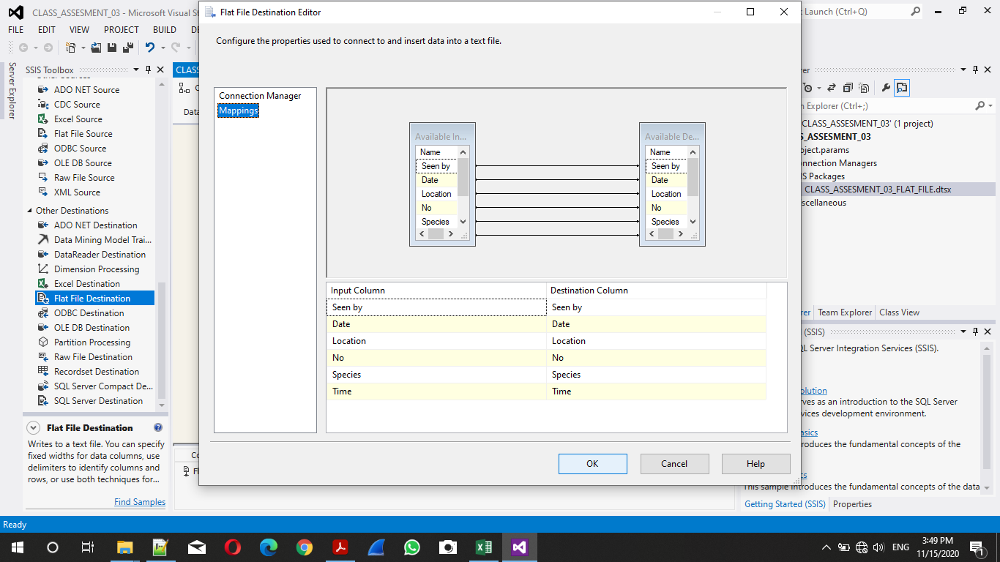 CLASS_ASSESMENT_03 - Microsoft Visual St
Flat File Destination Editor
Launch (Ctrl+Q)
FILE EDIT VIEW PROJECT BUILD DE
Configure the properties used to connect to and insert data into a text file.
Server Explorer
SSIS Toolbox
ADO NET Source
CDC Source
Excel Source
Flat File Source
ODBC Source
OLE DB Source
Raw File Source
XML Source
Other Destinations
ADO NET Destination
Data Mining Model Trai...
DataReader Destination
Dimension Processing
Excel Destination
Flat File Destination
ODBC Destination
OLE DB Destination
Partition Processing
Raw File Destination
Recordset Destination
SQL Server Compact De...
SQL Server Destination
Flat File Destination
Writes to a text file. You can specify
fixed widths for data columns, use
delimiters to identify columns and
rows, or use both techniques for...
Find Samples
CLASS
Data
Co
Fl
Connection Manager
Mappings
Available In...
Name
Seen by
Date
Location
No
Species
Available De...
Name
Seen by
Date
Location
No
Species
Input Column Destination Column
Seen by Seen by
Date Date
Location Location
No No
Species Species
Time Time
OK Cancel Help
rer
n Explorer (Ctrl+;)
CLASS_ASSESMENT_03' (1 project)
S_ASSESMENT_03
oject.params
nnection Managers
IS Packages
CLASS_ASSESMENT_03_FLAT_FILE.dtsx
scellaneous
rer Team Explorer Class View
(SSIS)
QL Server Integration Services (SSIS).
olution
rves as an introduction to the SQL Server
vices development environment.
asics
roduces the fundamental concepts of the
cs
This sample introduces the fundamental concepts of the data
Getting Started (SSIS) Properties
Ready
ENG
3:49 PM
11/15/2020
1